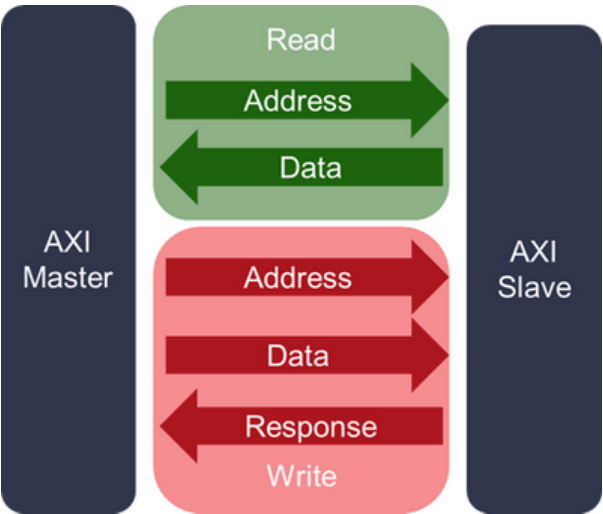 AXI
Master
Read
Address
Data
Address
Data
Response
Write
AXI
Slave